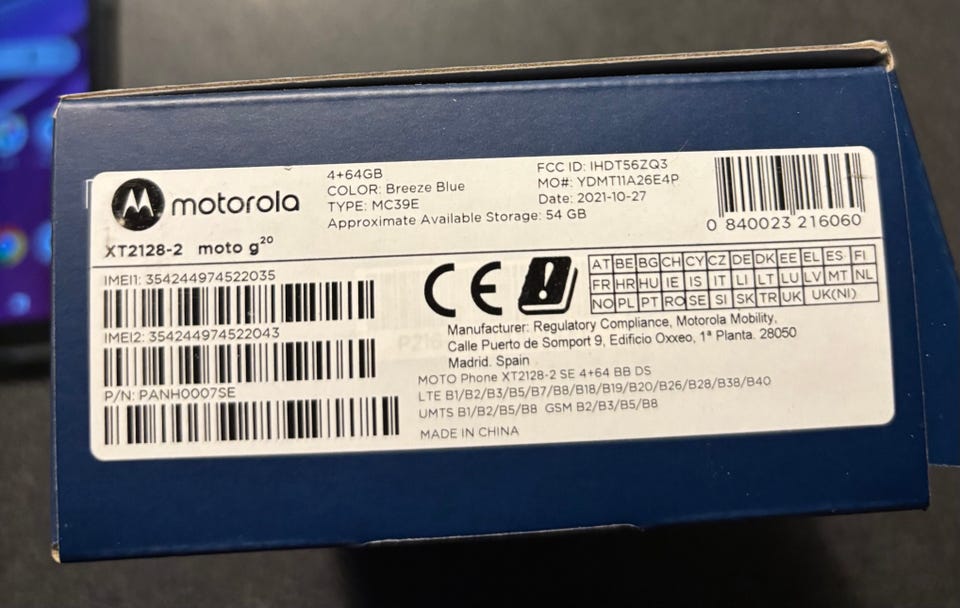 motorola
XT2128-2 moto g20
4+64GB
COLOR: Breeze Blue
TYPE: MC39E
Approximate Available Storage: 54 GB
FCC ID: IHDT56ZQ3
MO#: YDMT11A26E4P
Date: 2021-10-27
0 840023 216060
IMEI1: 354244974522035
IMEI2: 354244974522043
P/N: PANH0007SE
CE
AT BE BG CH CY CZ DE DK EE EL ES FI
FR HR HU IE IS IT LI LT LU LV MT NL
NO PL PT RO SE SI SK TR UK UK(NI)
Manufacturer: Regulatory Compliance, Motorola Mobility,
Calle Puerto de Somport 9, Edificio Oxxeo, 1ª Planta. 28050
Madrid. Spain
MOTO Phone XT2128-2 SE 4+64 BB DS
LTE B1/B2/B3/B5/B7/B8/B18/B19/B20/B26/B28/B38/B40
UMTS B1/B2/B5/B8 GSM B2/B3/B5/B8
MADE IN CHINA